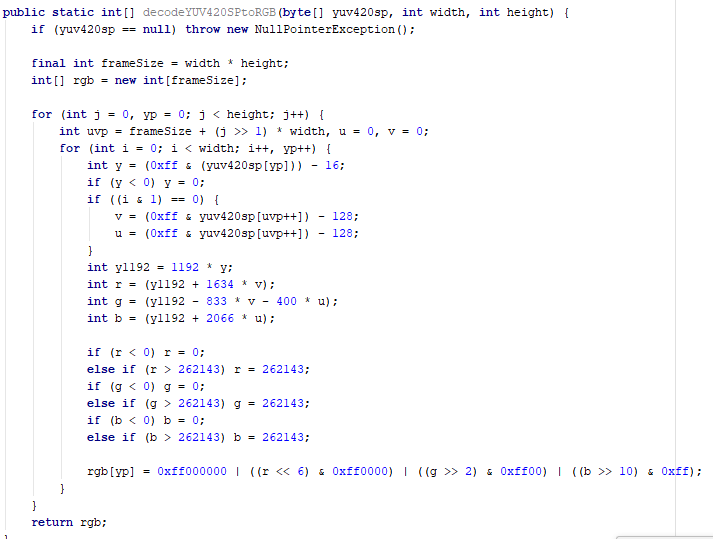 public static int[] decodeYUV420SPtoRGB(byte[] yuv420sp, int width, int height) {
    if (yuv420sp == null) throw new NullPointerException();

    final int frameSize = width * height;
    int[] rgb = new int[frameSize];

    for (int j = 0, yp = 0; j < height; j++) {
        int uvp = frameSize + (j >> 1) * width, u = 0, v = 0;
        for (int i = 0; i < width; i++, yp++) {
            int y = (0xff & (yuv420sp[yp])) - 16;
            if (y < 0) y = 0;
            if ((i & 1) == 0) {
                v = (0xff & yuv420sp[uvp++]) - 128;
                u = (0xff & yuv420sp[uvp++]) - 128;
            }
            int y1192 = 1192 * y;
            int r = (y1192 + 1634 * v);
            int g = (y1192 - 833 * v - 400 * u);
            int b = (y1192 + 2066 * u);

            if (r < 0) r = 0;
            else if (r > 262143) r = 262143;
            if (g < 0) g = 0;
            else if (g > 262143) g = 262143;
            if (b < 0) b = 0;
            else if (b > 262143) b = 262143;

            rgb[yp] = 0xff000000 | ((r << 6) & 0xff0000) | ((g >> 2) & 0xff00) | ((b >> 10) & 0xff);
        }
    }
    return rgb;